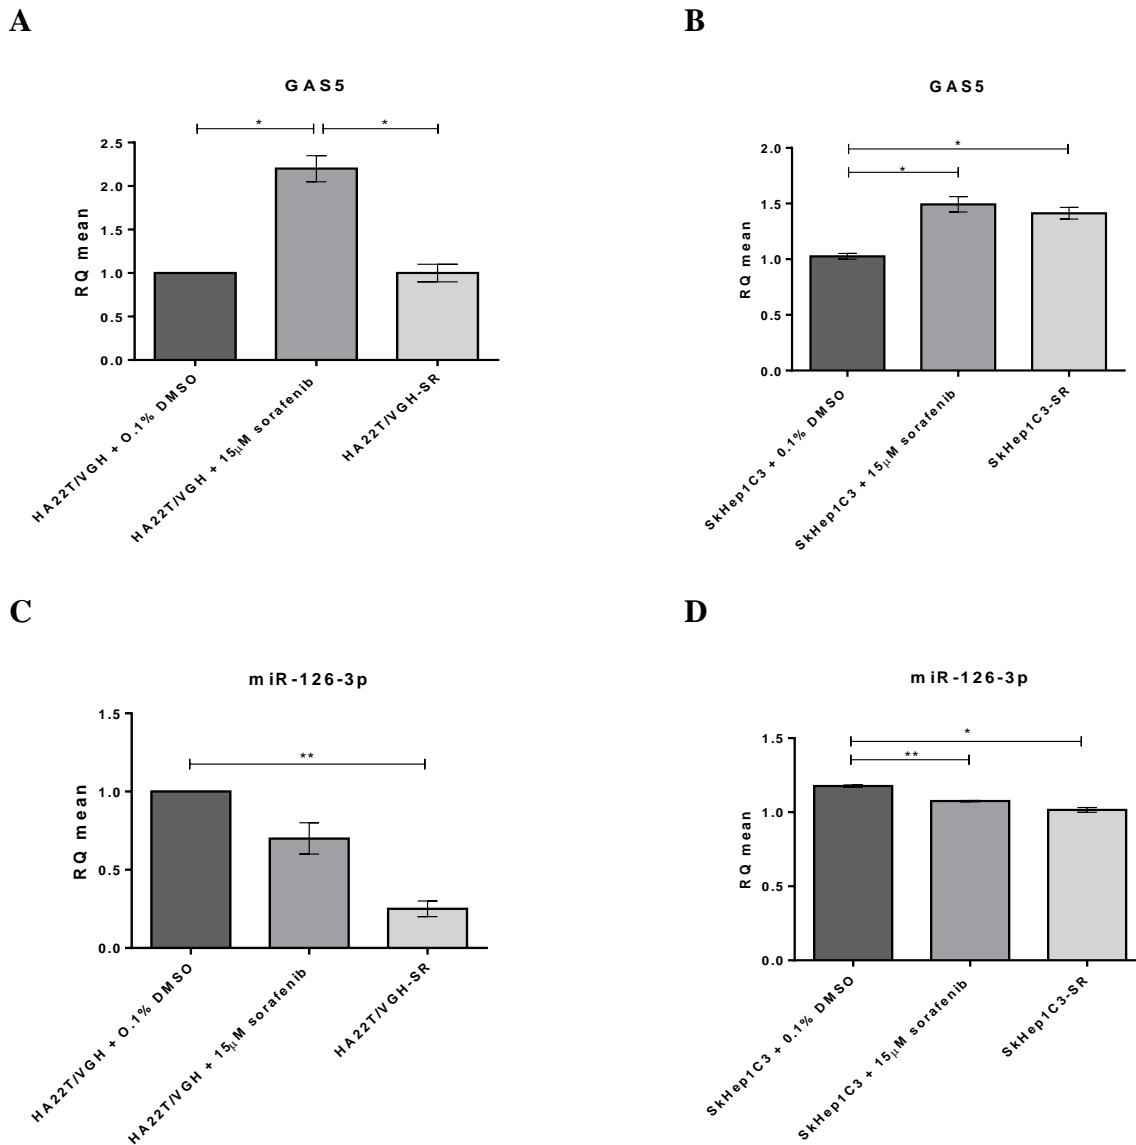 A
GAS5
* *
RQ mean
2.5
2.0
1.5
1.0
0.5
0.0
HA22T/VGH + O.1% DMSO
HA22T/VGH + 15μM sorafenib
HA22T/VGH-SR
B
GAS5
*
*
RQ mean
2.0
1.5
1.0
0.5
0.0
SkHep1C3 + 0.1% DMSO
SkHep1C3 + 15μM sorafenib
SkHep1C3-SR
C
miR-126-3p
**
RQ mean
1.5
1.0
0.5
0.0
HA22T/VGH + O.1% DMSO
HA22T/VGH + 15μM sorafenib
HA22T/VGH-SR
D
miR-126-3p
*
**
RQ mean
1.5
1.0
0.5
0.0
SkHep1C3 + 0.1% DMSO
SkHep1C3 + 15μM sorafenib
SkHep1C3-SR